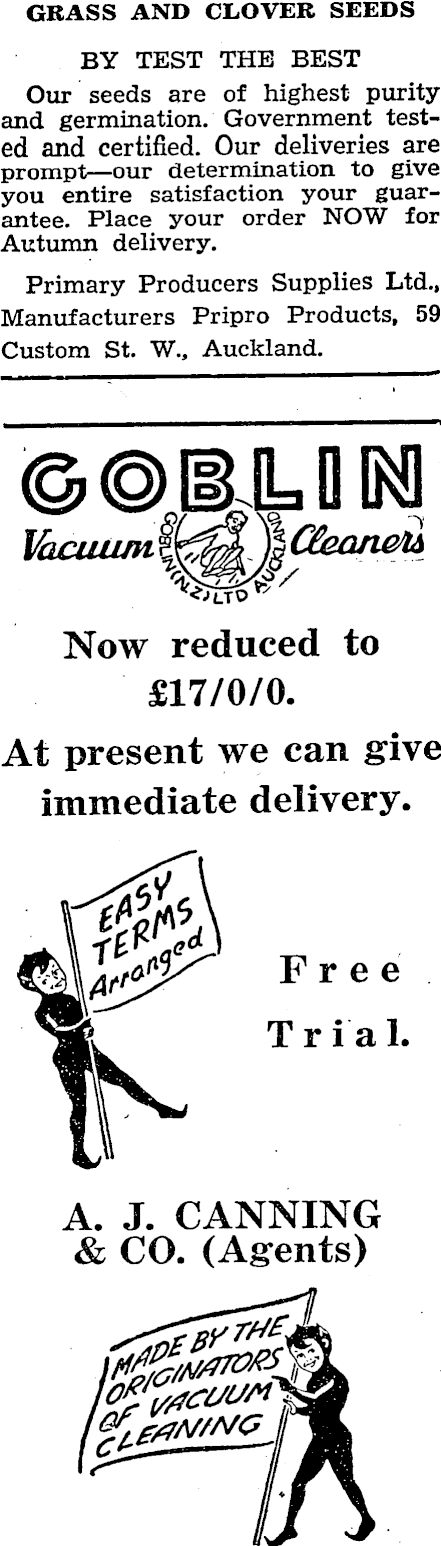 GRASS AND CLOVER SEEDS
BY TEST THE BEST
Our seeds are of highest purity
and germination. Government test-
ed and certified. Our deliveries are
prompt—our determination to give
you entire satisfaction your guar-
antee. Place your order NOW for
Autumn delivery.
Primary Producers Supplies Ltd.,
Manufacturers Pripro Products, 59
Custom St. W., Auckland.
GOBLIN
Vacuum Cleaners
GOBLIN (N.Z.) LTD AUCKLAND
Now reduced to
£17/0/0.
At present we can give
immediate delivery.
EASY
TERMS
Arranged
Free
Trial.
A. J. CANNING
& CO. (Agents)
MADE BY THE
ORIGINATORS
OF VACUUM
CLEANING